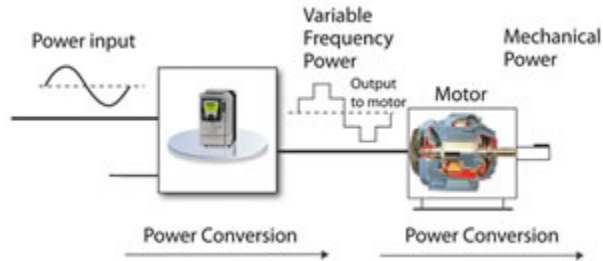 Power input
Variable
Frequency
Power
Output
to motor
Mechanical
Power
Motor
Power Conversion
Power Conversion